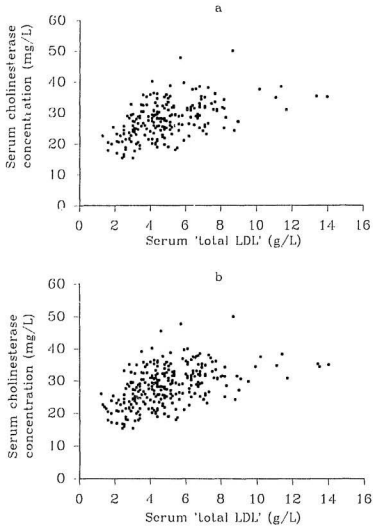 a
60
50
40
30
20
10
0
Serum cholinesterase
concentration (mg/L)
0 2 4 6 8 10 12 14 16
Serum 'total LDL' (g/L)
b
60
50
40
30
20
10
0
Serum cholinesterase
concentration (mg/L)
0 2 4 6 8 10 12 14 16
Serum 'total LDL' (g/L)